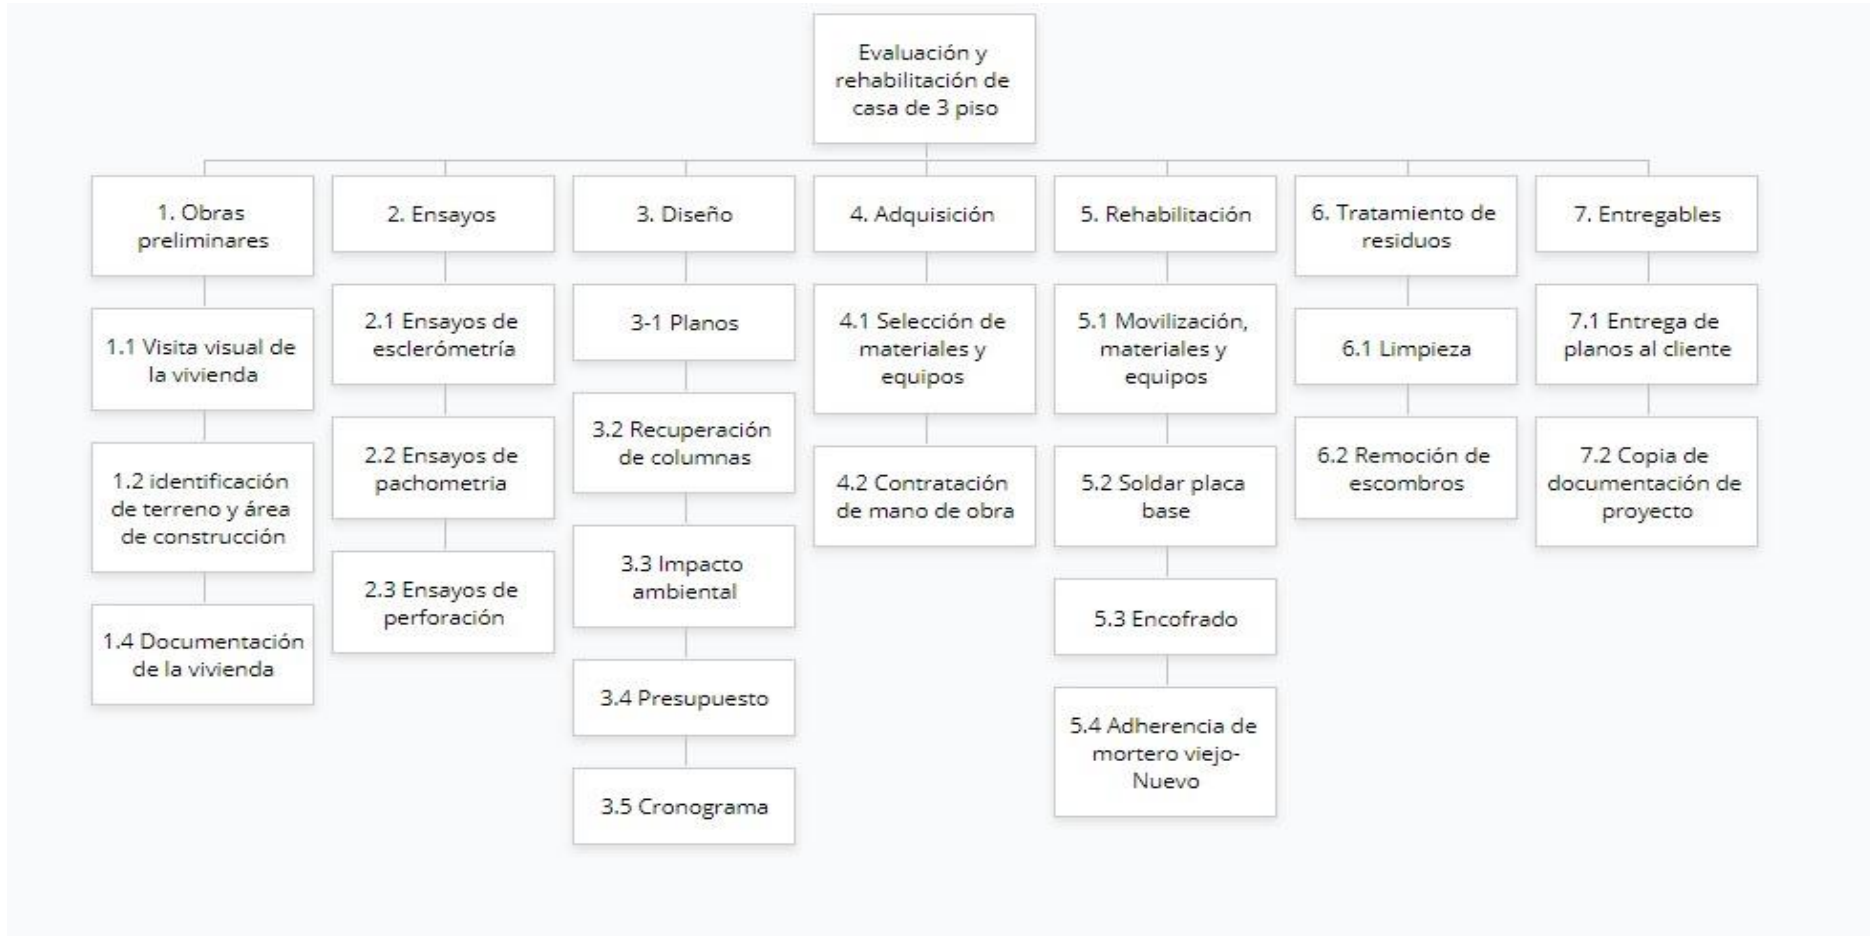 Evaluación y
rehabilitación de
casa de 3 piso
1. Obras
preliminares
1.1 Visita visual de
la vivienda
1.2 identificación
de terreno y área
de construcción
1.4 Documentación
de la vivienda
2. Ensayos
2.1 Ensayos de
esclerómétría
2.2 Ensayos de
pachometria
2.3 Ensayos de
perforación
3. Diseño
3-1 Planos
3.2 Recuperación
de columnas
3.3 Impacto
ambiental
3.4 Presupuesto
3.5 Cronograma
4. Adquisición
4.1 Selección de
materiales y
equipos
4.2 Contratación
de mano de obra
5. Rehabilitación
5.1 Movilización,
materiales y
equipos
5.2 Soldar placa
base
5.3 Encofrado
5.4 Adherencia de
mortero viejo-
Nuevo
6. Tratamiento de
residuos
6.1 Limpieza
6.2 Remoción de
escombros
7. Entregables
7.1 Entrega de
planos al cliente
7.2 Copia de
documentación de
proyecto